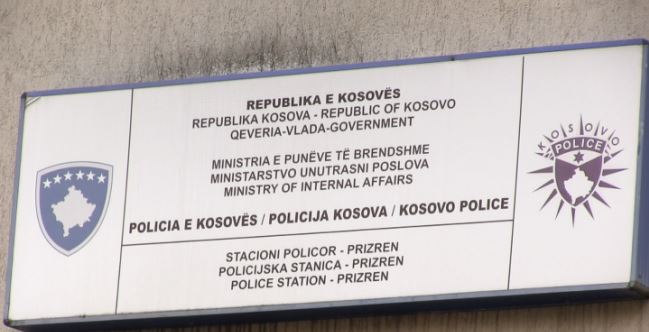 REPUBLIKA E KOSOVËS
REPUBLIKA KOSOVA - REPUBLIC OF KOSOVO
QEVERIA-VLADA-GOVERNMENT
MINISTRIA E PUNËVE TË BRENDSHME
MINISTARSTVO UNUTRASNI POSLOVA
MINISTRY OF INTERNAL AFFAIRS
POLICIA E KOSOVËS / POLICIJA KOSOVA / KOSOVO POLICE
STACIONI POLICOR - PRIZREN
POLICIJSKA STANICA - PRIZREN
POLICE STATION - PRIZREN
KOSOVO
POLICE